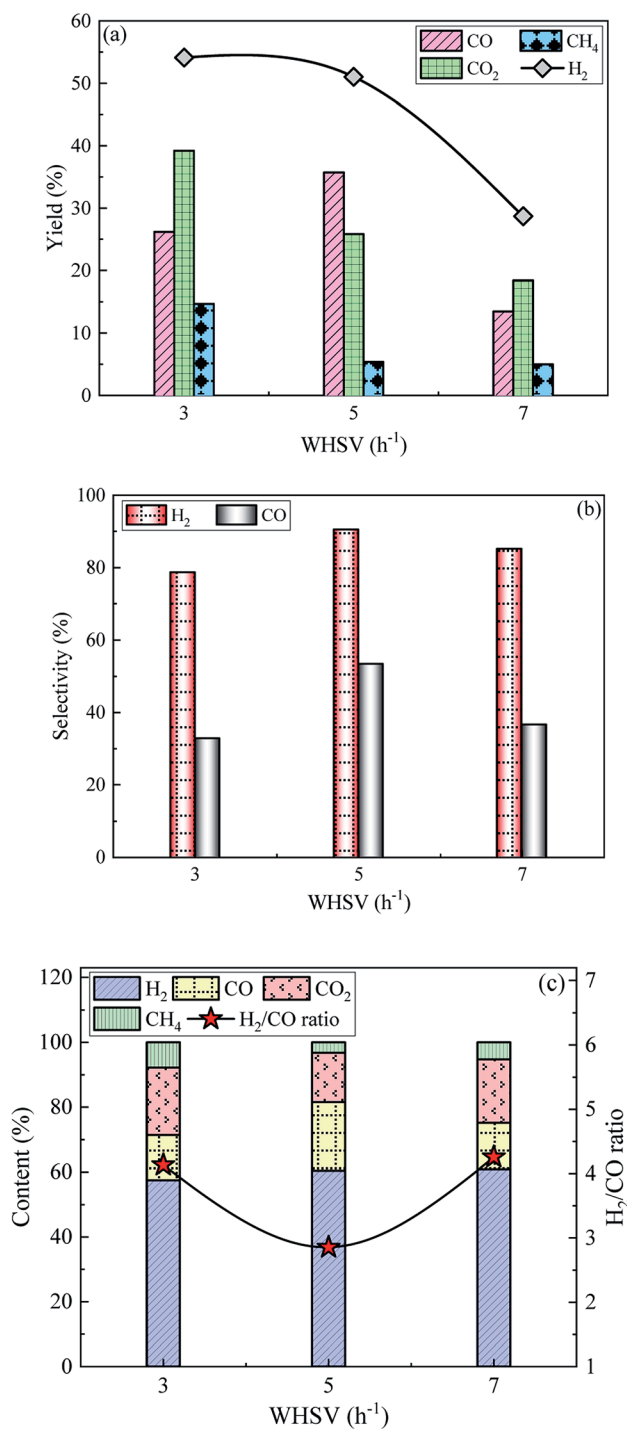 (a)
CO
CH₄
CO₂
H₂
60
50
40
30
20
10
0
Yield (%)
3
5
7
WHSV (h⁻¹)
(b)
H₂
CO
100
80
60
40
20
0
Selectivity (%)
3
5
7
WHSV (h⁻¹)
(c)
H₂
CO
CO₂
CH₄
H₂/CO ratio
120
100
80
60
40
20
0
Content (%)
7
6
5
4
3
2
1
H₂/CO ratio
3
5
7
WHSV (h⁻¹)